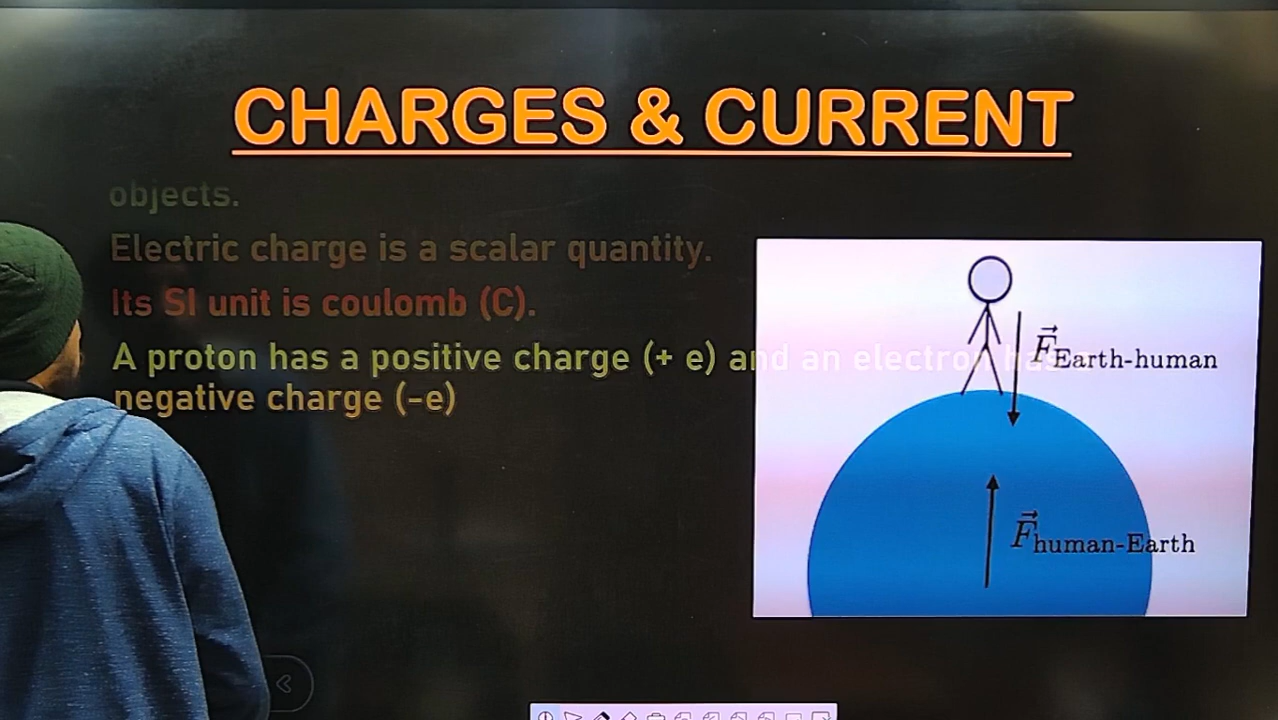 CHARGES & CURRENT
objects.
Electric charge is a scalar quantity.
Its SI unit is coulomb (C).
A proton has a positive charge (+ e) and an electron has
negative charge (-e)
F⃗Earth-human
F⃗human-Earth